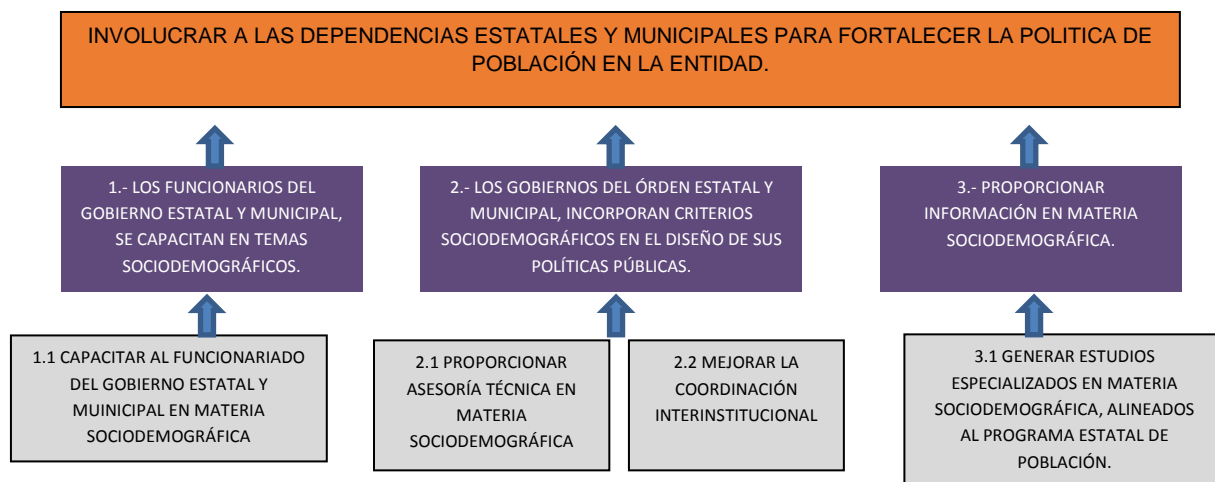 INVOLUCRAR A LAS DEPENDENCIAS ESTATALES Y MUNICIPALES PARA FORTALECER LA POLITICA DE
POBLACIÓN EN LA ENTIDAD.
1.- LOS FUNCIONARIOS DEL
GOBIERNO ESTATAL Y MUNICIPAL,
SE CAPACITAN EN TEMAS
SOCIODEMOGRÁFICOS.
2.- LOS GOBIERNOS DEL ÓRDEN ESTATAL Y
MUNICIPAL, INCORPORAN CRITERIOS
SOCIODEMOGRÁFICOS EN EL DISEÑO DE SUS
POLÍTICAS PÚBLICAS.
3.- PROPORCIONAR
INFORMACIÓN EN MATERIA
SOCIODEMOGRÁFICA.
1.1 CAPACITAR AL FUNCIONARIADO
DEL GOBIERNO ESTATAL Y
MUINICIPAL EN MATERIA
SOCIODEMOGRÁFICA
2.1 PROPORCIONAR
ASESORÍA TÉCNICA EN
MATERIA
SOCIODEMOGRÁFICA
2.2 MEJORAR LA
COORDINACIÓN
INTERINSTITUCIONAL
3.1 GENERAR ESTUDIOS
ESPECIALIZADOS EN MATERIA
SOCIODEMOGRÁFICA, ALINEADOS
AL PROGRAMA ESTATAL DE
POBLACIÓN.